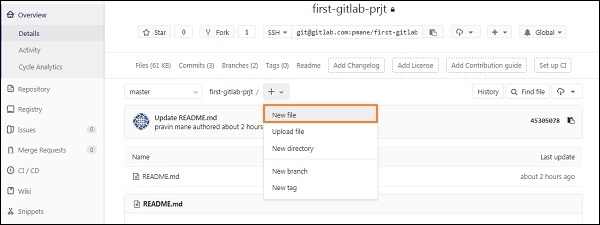 first-gitlab-prjt
Overview
Details
Activity
Cycle Analytics
Repository
Registry
Issues 0
Merge Requests 0
CI / CD
Wiki
Snippets
Star 0 Fork 1 SSH git@gitlab.com:pmane/first-gitlab Global
Files (61 KB) Commits (3) Branches (2) Tags (0) Readme Add Changelog Add License Add Contribution guide Set up CI
master first-gitlab-prjt / + History Find file
New file
Upload file
New directory
New branch
New tag
Update README.md
pravin mane authored about 2 hours
45305078
Name Last update
README.md about 2 hours ago
README.md